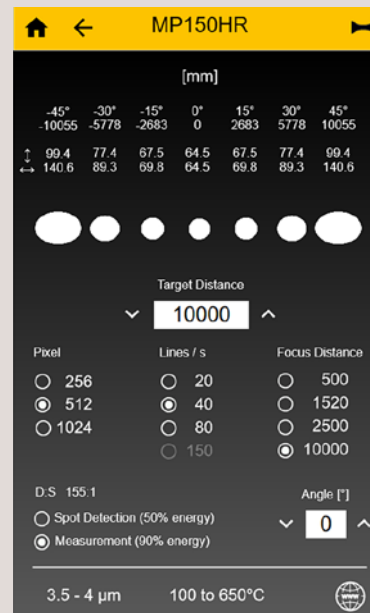 MP150HR
[mm]
-45° -30° -15° 0° 15° 30° 45°
-10055 -5778 -2683 0 2683 5778 10055
↕ 99.4 77.4 67.5 64.5 67.5 77.4 99.4
↔ 140.6 89.3 69.8 64.5 69.8 89.3 140.6
Target Distance
10000
Pixel Lines / s Focus Distance
256 20 500
512 40 1520
1024 80 2500
150 10000
D:S 155:1 Angle [°]
Spot Detection (50% energy)
0
Measurement (90% energy)
3.5 - 4 µm 100 to 650°C www